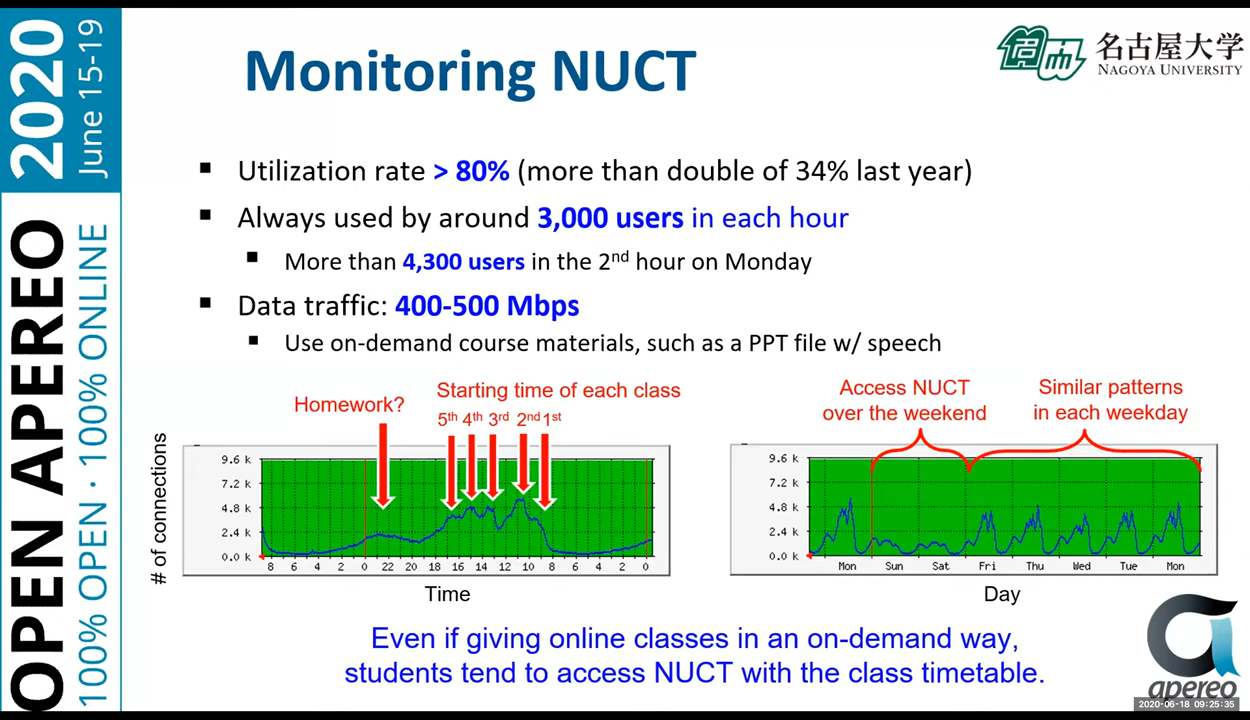 OPEN APEREO 2020
100% OPEN · 100% ONLINE June 15-19
Monitoring NUCT
名古屋大学
NAGOYA UNIVERSITY
▪ Utilization rate > 80% (more than double of 34% last year)
▪ Always used by around 3,000 users in each hour
▪ More than 4,300 users in the 2nd hour on Monday
▪ Data traffic: 400-500 Mbps
▪ Use on-demand course materials, such as a PPT file w/ speech
Homework?
Starting time of each class
5th 4th 3rd 2nd 1st
# of connections
9.6 k
7.2 k
4.8 k
2.4 k
0.0 k
8 6 4 2 0 22 20 18 16 14 12 10 8 6 4 2 0
Time
Access NUCT
over the weekend
Similar patterns
in each weekday
9.6 k
7.2 k
4.8 k
2.4 k
0.0 k
Mon Sun Sat Fri Thu Wed Tue Mon
Day
Even if giving online classes in an on-demand way,
students tend to access NUCT with the class timetable.
apereo
2020-06-18 09:25:35